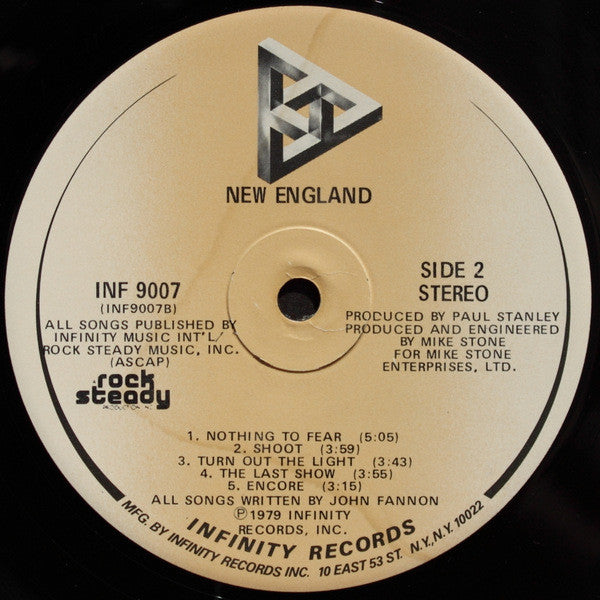 NEW ENGLAND
INF 9007
(INF9007B)
ALL SONGS PUBLISHED BY
INFINITY MUSIC INT'L/
ROCK STEADY MUSIC, INC.
(ASCAP)
a rock
steady
PRODUCTION INC
SIDE 2
STEREO
PRODUCED BY PAUL STANLEY
PRODUCED AND ENGINEERED
BY MIKE STONE
FOR MIKE STONE
ENTERPRISES, LTD.
1. NOTHING TO FEAR (5:05)
2. SHOOT (3:59)
3. TURN OUT THE LIGHT (3:43)
4. THE LAST SHOW (3:55)
5. ENCORE (3:15)
ALL SONGS WRITTEN BY JOHN FANNON
Ⓟ 1979 INFINITY
RECORDS, INC.
INFINITY RECORDS
MFG. BY INFINITY RECORDS INC. 10 EAST 53 ST. N.Y., N.Y. 10022